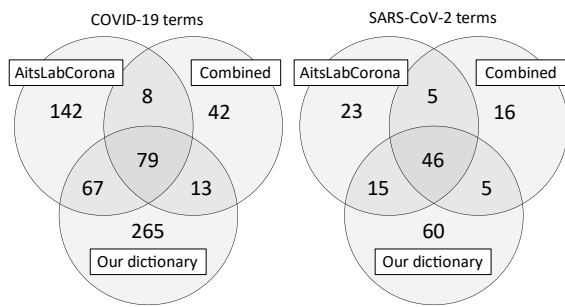 COVID-19 terms
SARS-CoV-2 terms
AitsLabCorona
Combined
142
8
42
79
67
13
265
Our dictionary
AitsLabCorona
Combined
23
5
16
46
15
5
60
Our dictionary